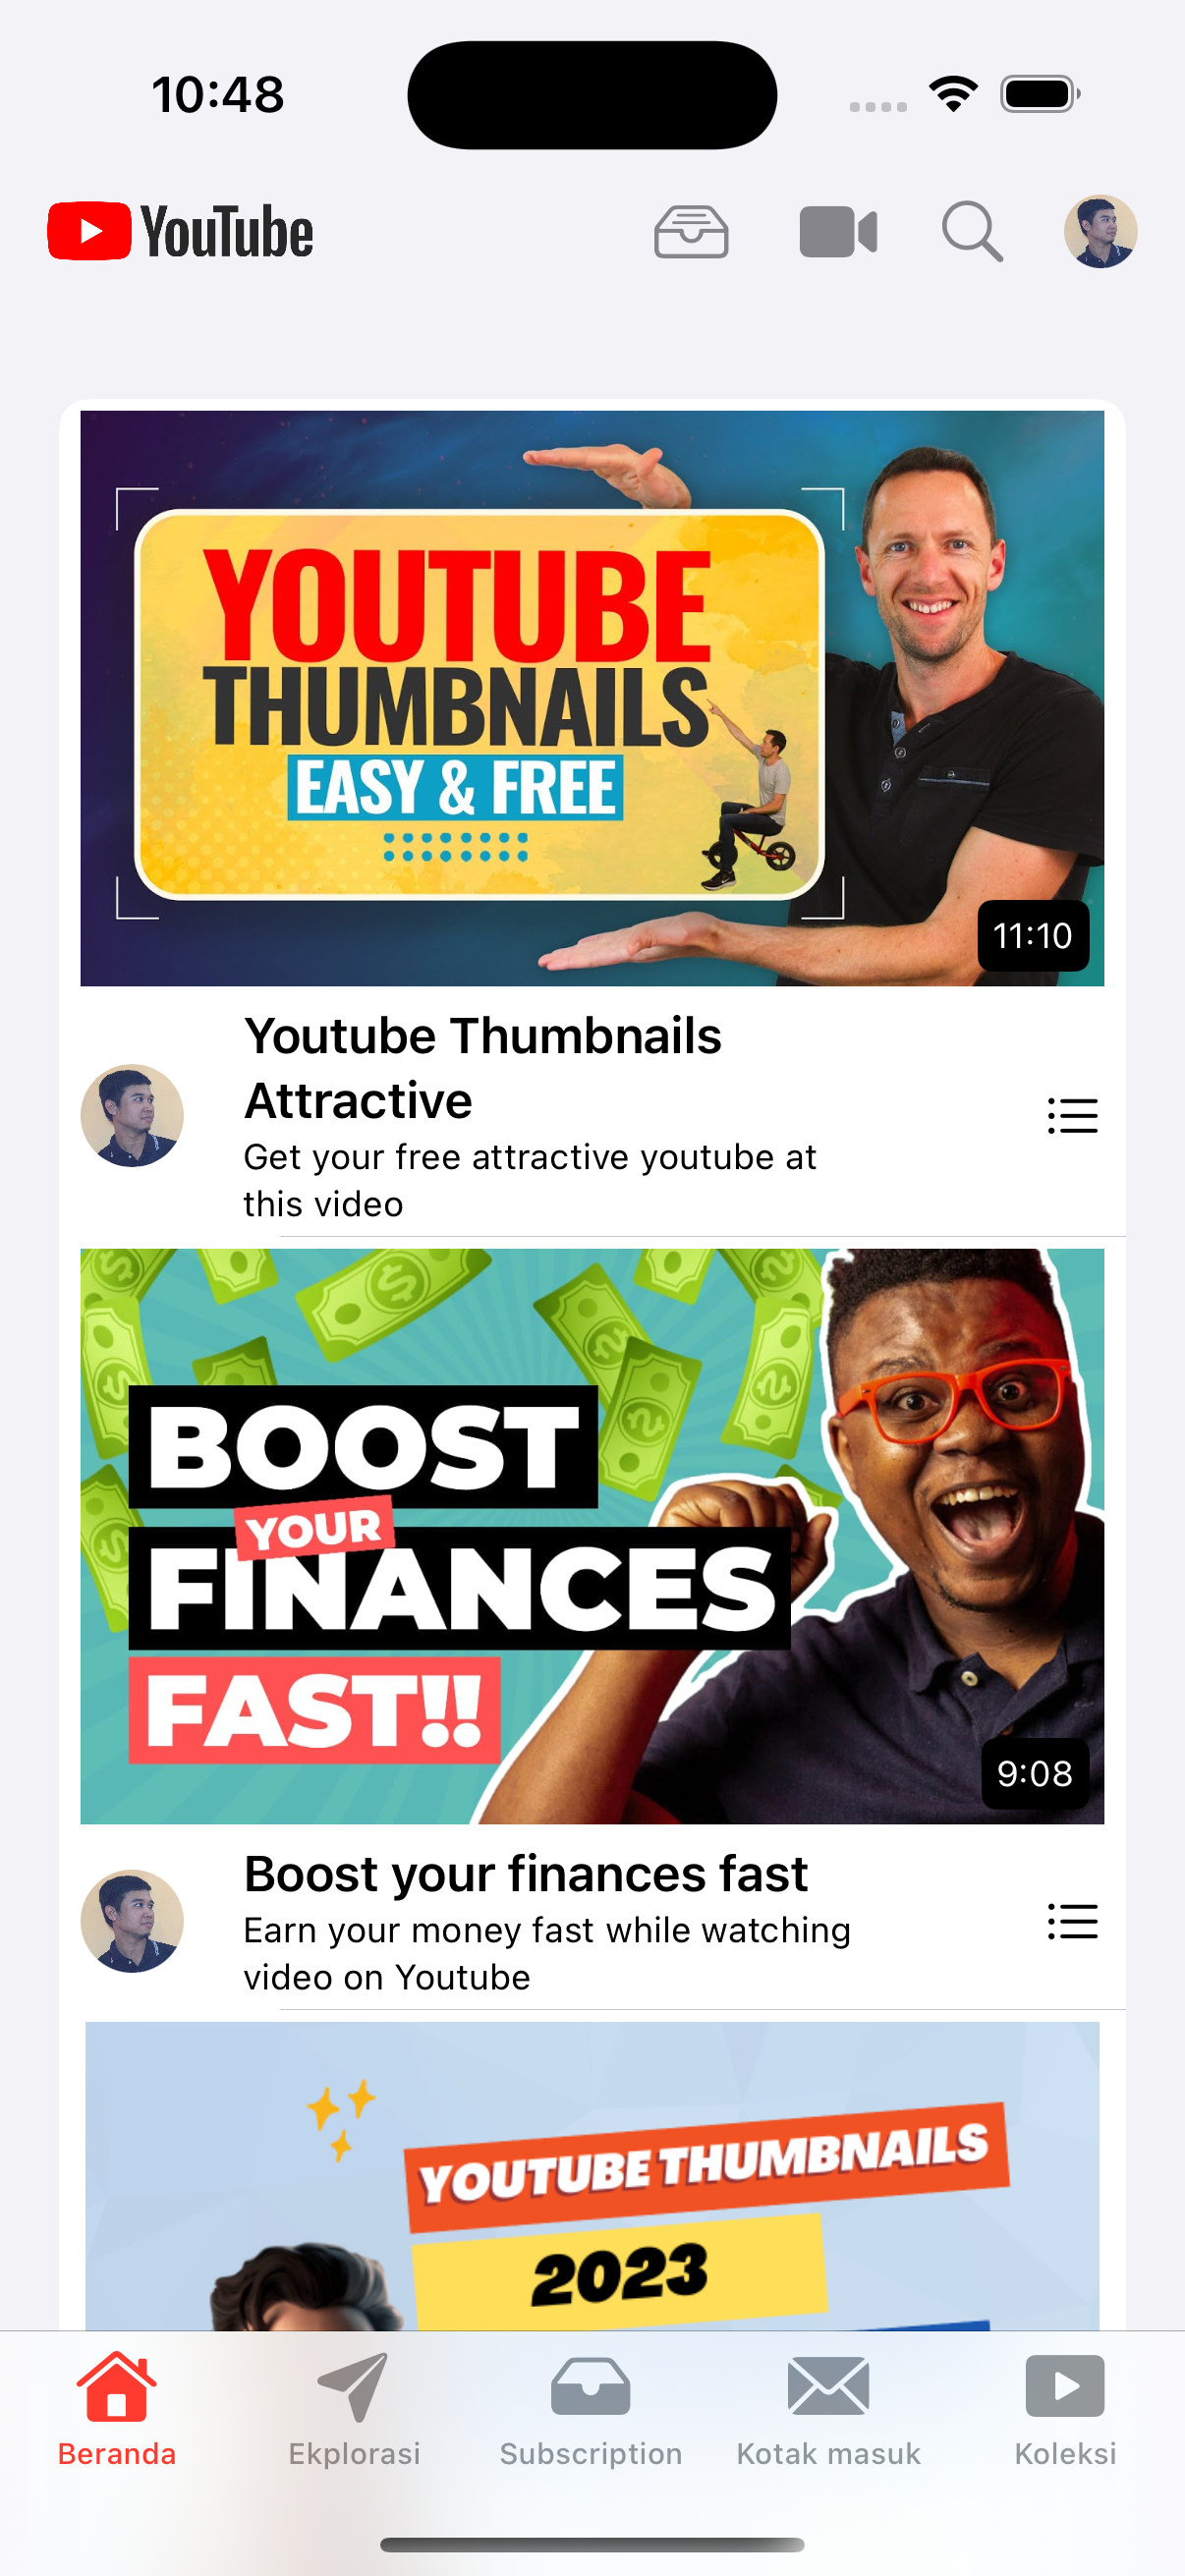 10:48
YouTube
YOUTUBE
THUMBNAILS
EASY & FREE
11:10
Youtube Thumbnails
Attractive
Get your free attractive youtube at
this video
BOOST
YOUR
FINANCES
FAST!!
9:08
Boost your finances fast
Earn your money fast while watching
video on Youtube
YOUTUBE THUMBNAILS
2023
Beranda
Ekplorasi
Subscription
Kotak masuk
Koleksi